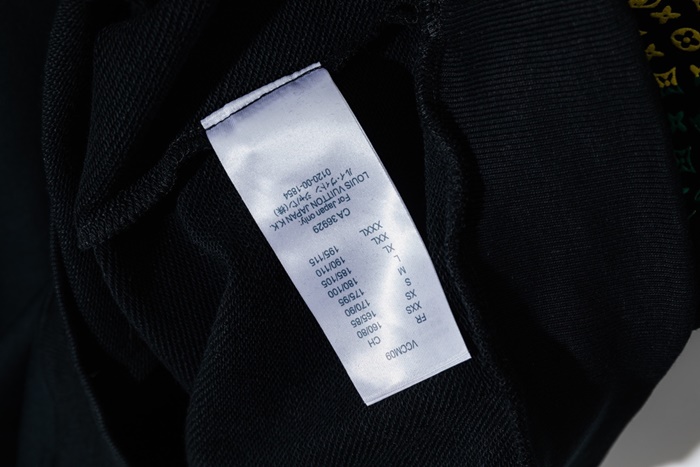 VCCM09
FR CH
XXS 160/80
XS 165/85
S 170/90
M 175/95
L 180/100
XL 185/105
XXL 190/110
XXXL 195/115
CA 36929
For Japan only:
LOUIS VUITTON JAPAN K.K.
ルイ・ヴィトン ジャパン(株)
0120-00-1854